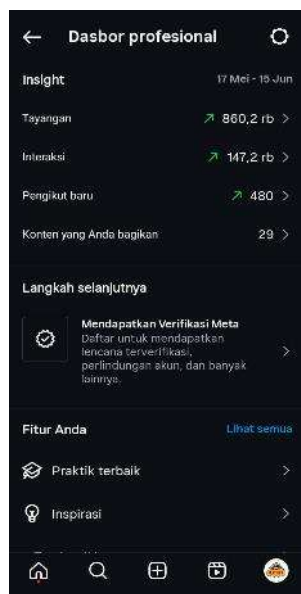 Dasbor profesional
Insight 17 Mei - 15 Jun
Tayangan 860,2 rb
Interaksi 147,2 rb
Pengikut baru 480
Konten yang Anda bagikan 29
Langkah selanjutnya
Mendapatkan Verifikasi Meta
Daftar untuk mendapatkan
lencana terverifikasi,
perlindungan akun, dan banyak
lainnya.
Fitur Anda Lihat semua
Praktik terbaik
Inspirasi